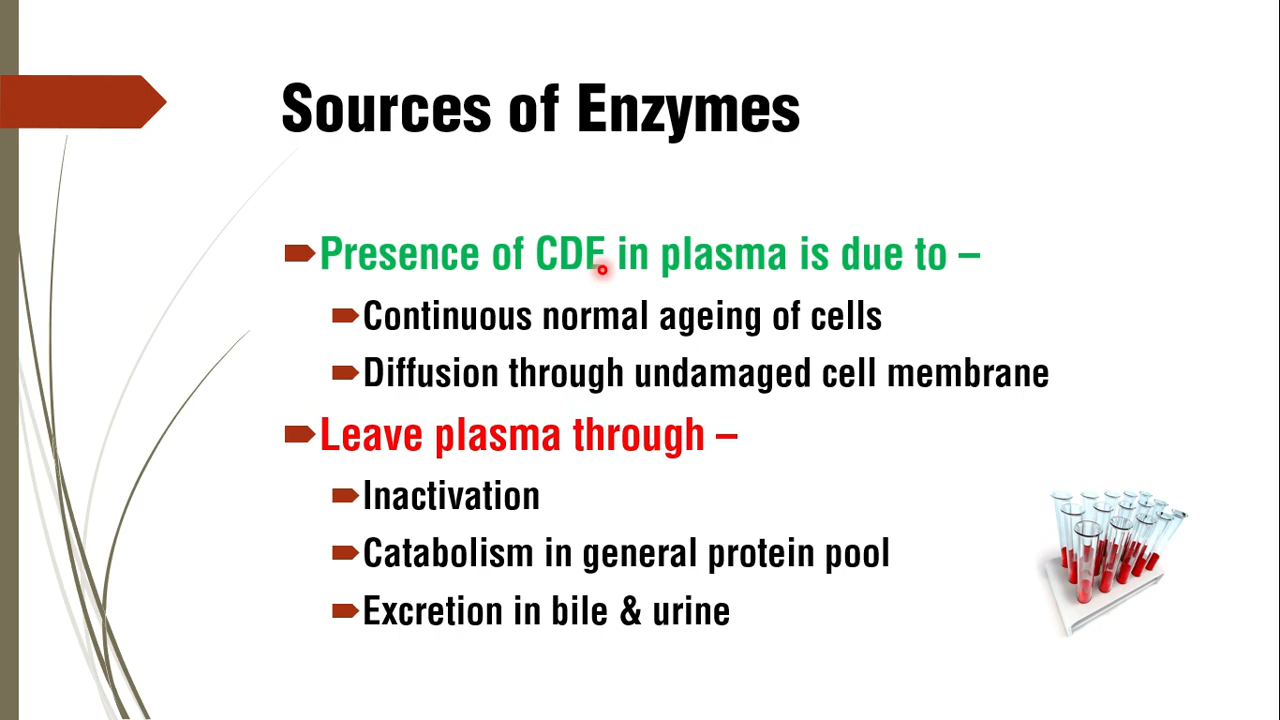 Sources of Enzymes
Presence of CDE in plasma is due to –
Continuous normal ageing of cells
Diffusion through undamaged cell membrane
Leave plasma through –
Inactivation
Catabolism in general protein pool
Excretion in bile & urine